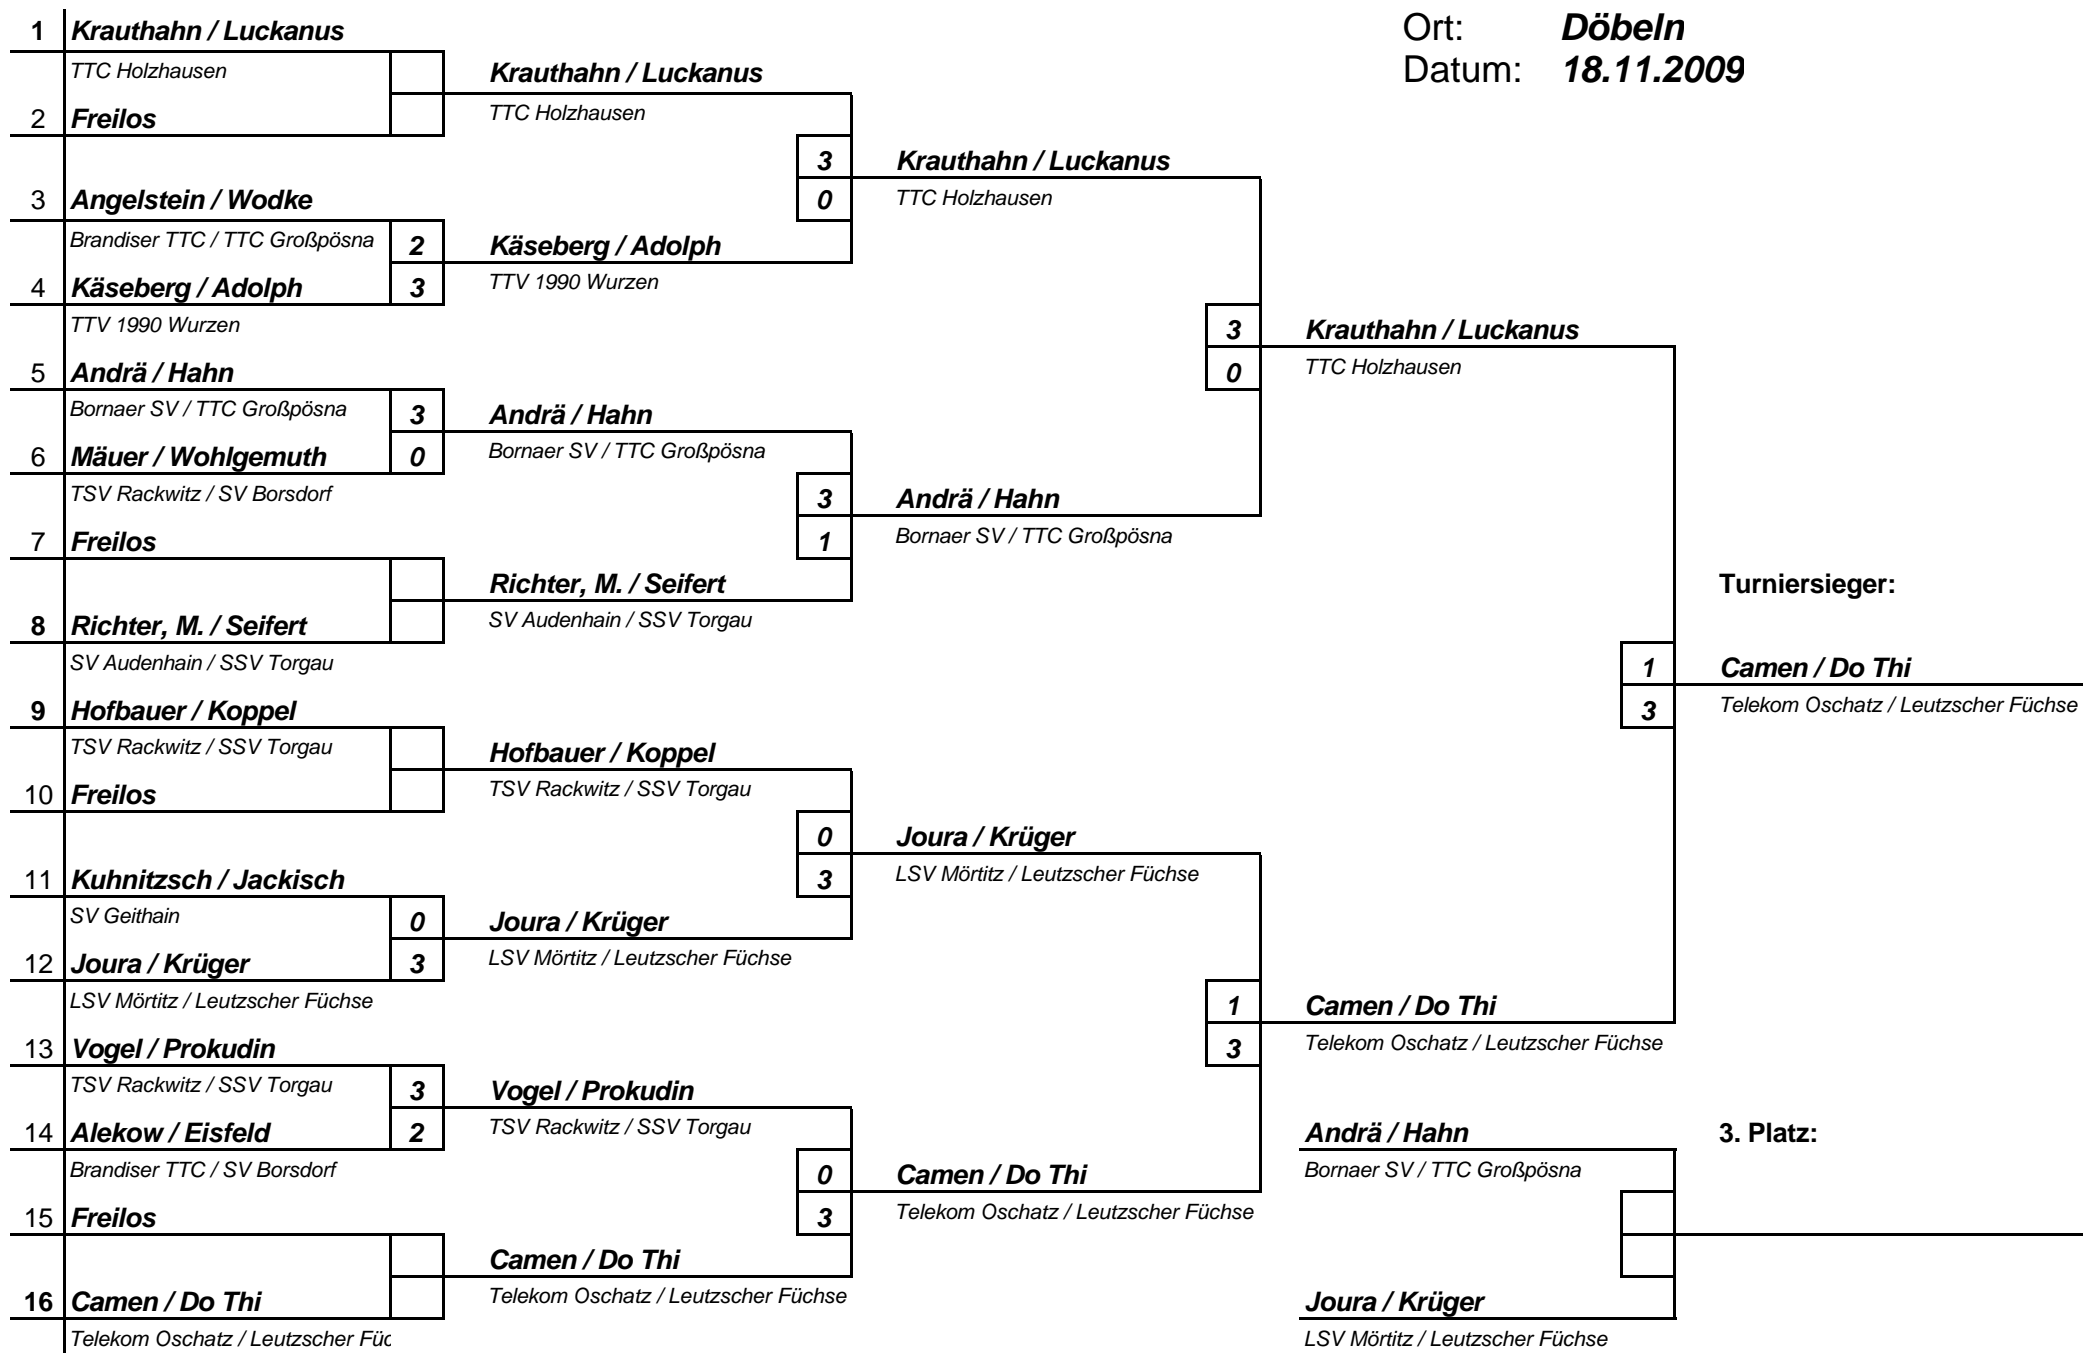 Ort: Döbeln
Datum: 18.11.2009
1 Krauthahn / Luckanus
TTC Holzhausen
2 Freilos
3 Angelstein / Wodke
Brandiser TTC / TTC Großpösna 2
4 Käseberg / Adolph 3
TTV 1990 Wurzen
5 Andrä / Hahn
Bornaer SV / TTC Großpösna 3
6 Mäuer / Wohlgemuth 0
TSV Rackwitz / SV Borsdorf
7 Freilos
8 Richter, M. / Seifert
SV Audenhain / SSV Torgau
9 Hofbauer / Koppel
TSV Rackwitz / SSV Torgau
10 Freilos
11 Kuhnitzsch / Jackisch
SV Geithain 0
12 Joura / Krüger 3
LSV Mörtitz / Leutzscher Füchse
13 Vogel / Prokudin
TSV Rackwitz / SSV Torgau 3
14 Alekow / Eisfeld 2
Brandiser TTC / SV Borsdorf
15 Freilos
16 Camen / Do Thi
Telekom Oschatz / Leutzscher Füc
Krauthahn / Luckanus
TTC Holzhausen
3
0
Käseberg / Adolph
TTV 1990 Wurzen
Andrä / Hahn
Bornaer SV / TTC Großpösna
3
1
Richter, M. / Seifert
SV Audenhain / SSV Torgau
Hofbauer / Koppel
TSV Rackwitz / SSV Torgau
0
3
Joura / Krüger
LSV Mörtitz / Leutzscher Füchse
Vogel / Prokudin
TSV Rackwitz / SSV Torgau
0
3
Camen / Do Thi
Telekom Oschatz / Leutzscher Füchse
Krauthahn / Luckanus
TTC Holzhausen
3
0
Andrä / Hahn
Bornaer SV / TTC Großpösna
Joura / Krüger
LSV Mörtitz / Leutzscher Füchse
1
3
Camen / Do Thi
Telekom Oschatz / Leutzscher Füchse
Krauthahn / Luckanus
TTC Holzhausen
1
3
Camen / Do Thi
Telekom Oschatz / Leutzscher Füchse
Turniersieger:
Camen / Do Thi
Telekom Oschatz / Leutzscher Füchse
Andrä / Hahn
Bornaer SV / TTC Großpösna
3. Platz:
Joura / Krüger
LSV Mörtitz / Leutzscher Füchse